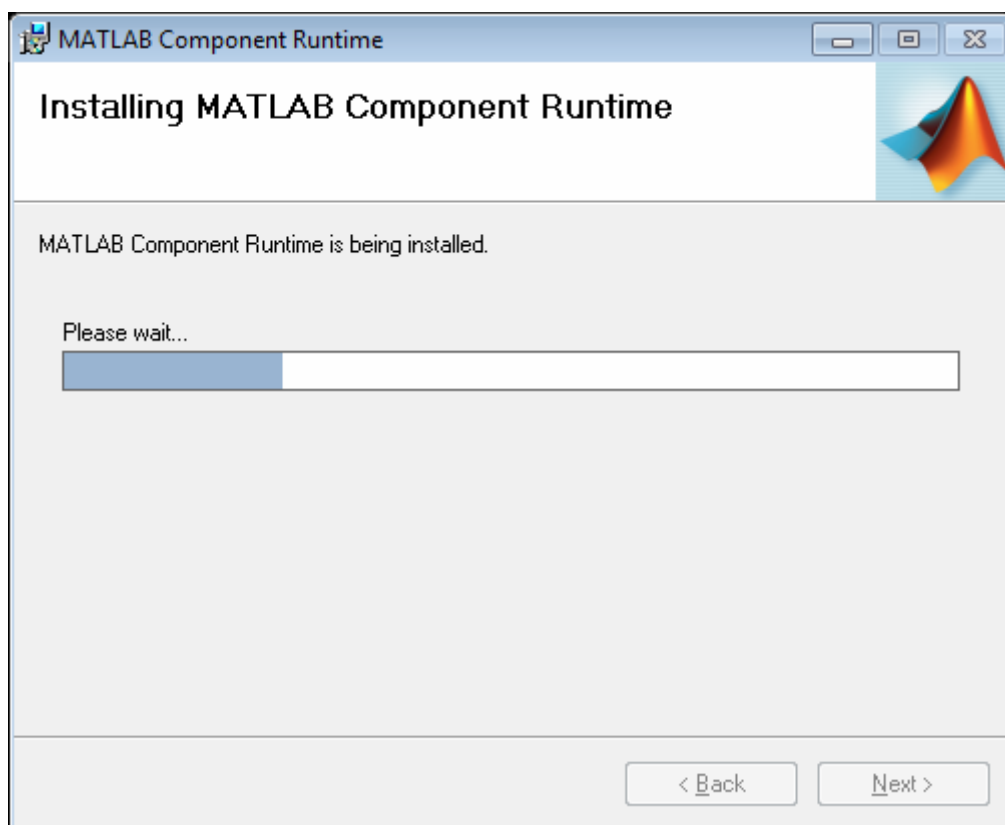 MATLAB Component Runtime
Installing MATLAB Component Runtime
MATLAB Component Runtime is being installed.
Please wait...
< Back
Next >